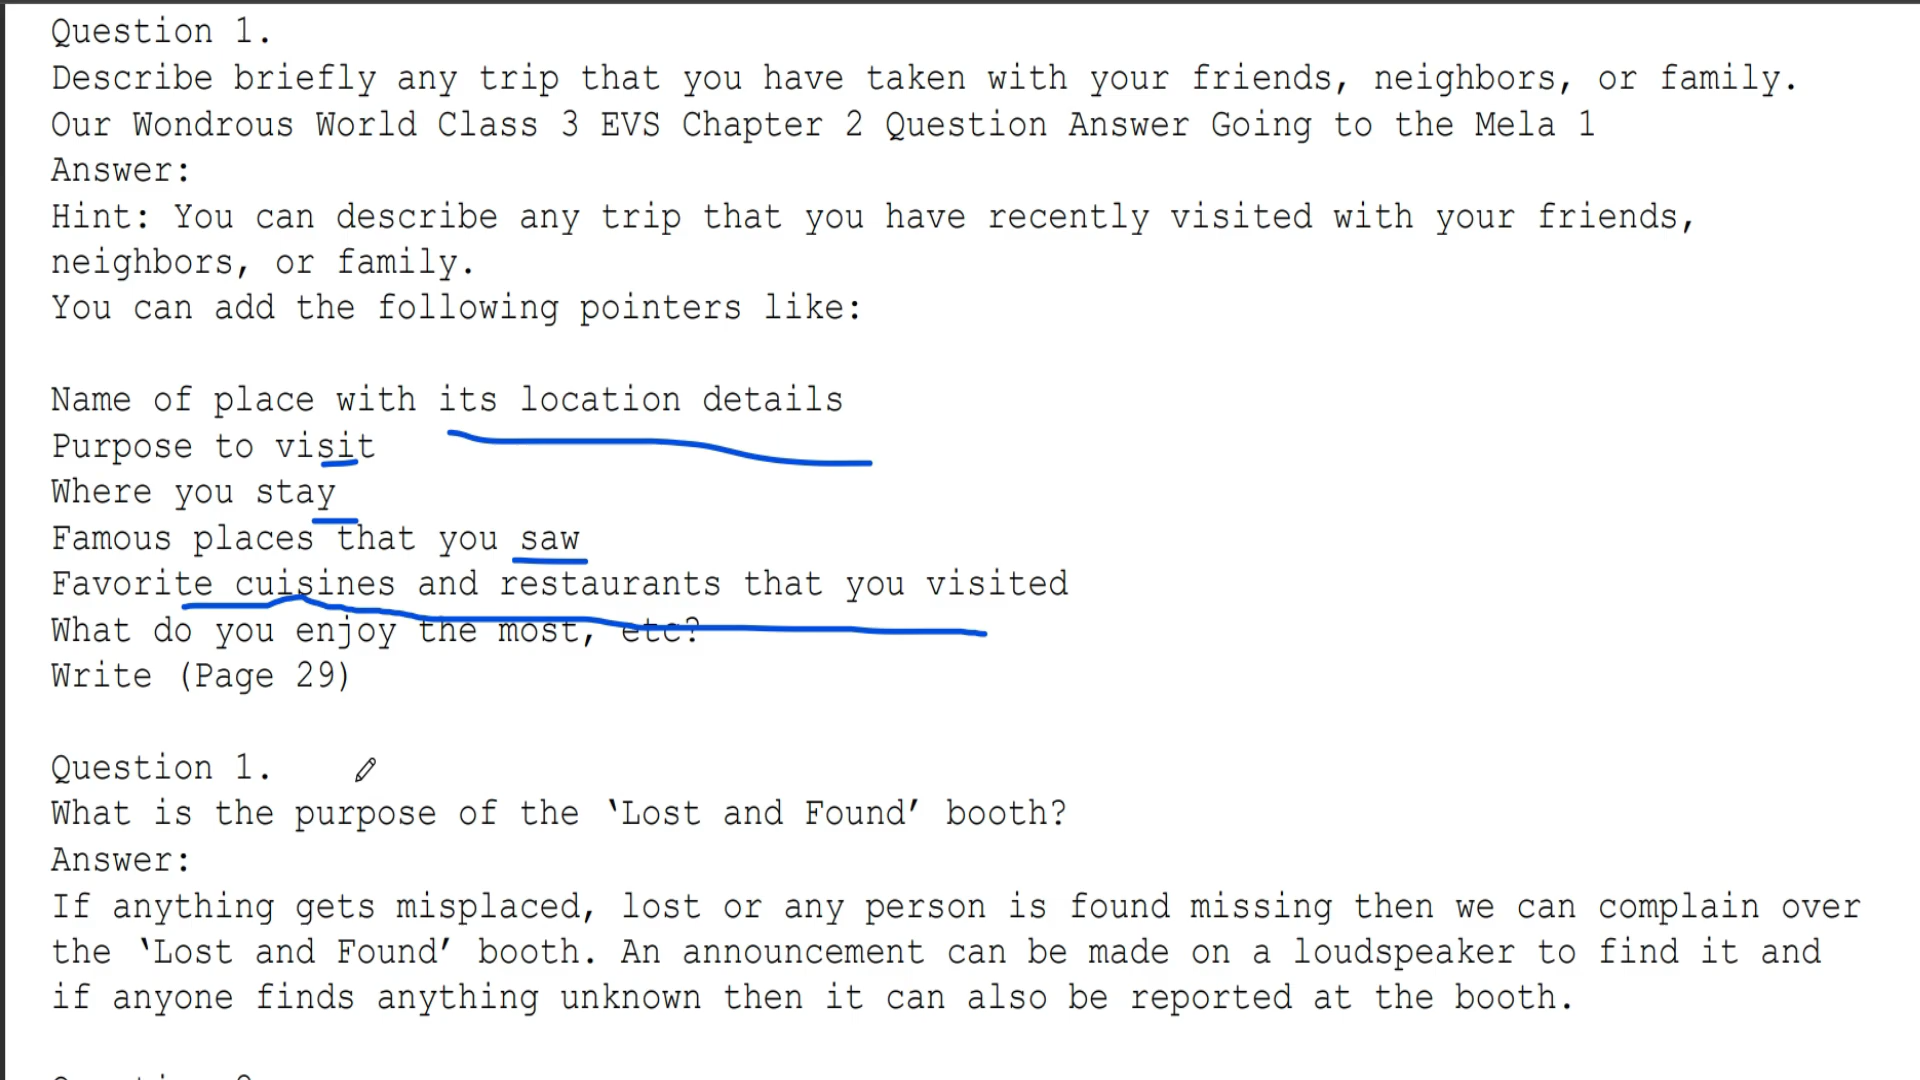 Question 1.
Describe briefly any trip that you have taken with your friends, neighbors, or family.
Our Wondrous World Class 3 EVS Chapter 2 Question Answer Going to the Mela 1
Answer:
Hint: You can describe any trip that you have recently visited with your friends,
neighbors, or family.
You can add the following pointers like:
Name of place with its location details
Purpose to visit
Where you stay
Famous places that you saw
Favorite cuisines and restaurants that you visited
What do you enjoy the most, etc?
Write (Page 29)
Question 1.
What is the purpose of the ‘Lost and Found’ booth?
Answer:
If anything gets misplaced, lost or any person is found missing then we can complain over
the ‘Lost and Found’ booth. An announcement can be made on a loudspeaker to find it and
if anyone finds anything unknown then it can also be reported at the booth.